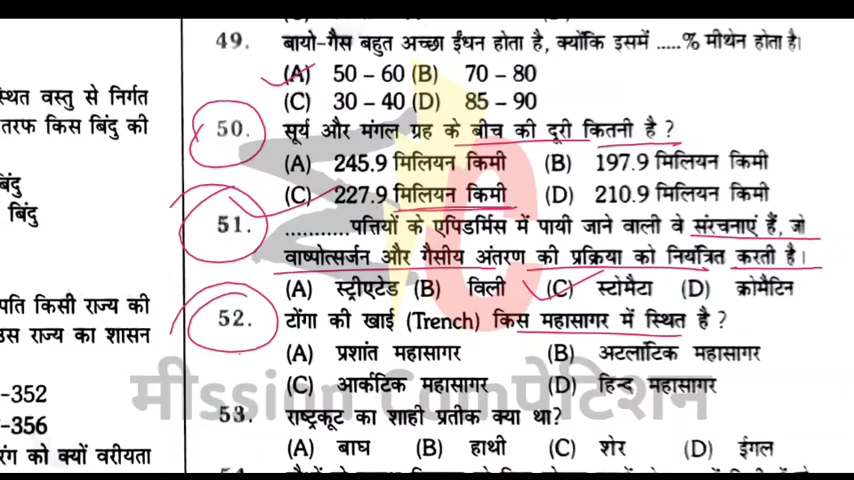 स्थित वस्तु से निर्गत
तरफ किस बिंदु की
बिंदु
बिंदु
पति किसी राज्य की
उस राज्य का शासन
-352
-356
रंग को क्यों वरीयता
49. बायो-गैस बहुत अच्छा ईंधन होता है, क्योंकि इसमें .....% मीथेन होता है।
(A) 50 – 60 (B) 70 – 80
(C) 30 – 40 (D) 85 – 90
50. सूर्य और मंगल ग्रह के बीच की दूरी कितनी है ?
(A) 245.9 मिलियन किमी (B) 197.9 मिलियन किमी
(C) 227.9 मिलियन किमी (D) 210.9 मिलियन किमी
51. ............पत्तियों के एपिडर्मिस में पायी जाने वाली वे संरचनाएं हैं, जो
वाष्पोत्सर्जन और गैसीय अंतरण की प्रक्रिया को नियंत्रित करती है।
(A) स्ट्रीएटेड (B) विली (C) स्टोमैटा (D) क्रोमैटिन
52. टोंगा की खाई (Trench) किस महासागर में स्थित है ?
(A) प्रशांत महासागर (B) अटलांटिक महासागर
(C) आर्कटिक महासागर (D) हिन्द महासागर
मीssion Compeटिशन
53. राष्ट्रकूट का शाही प्रतीक क्या था?
(A) बाघ (B) हाथी (C) शेर (D) ईगल